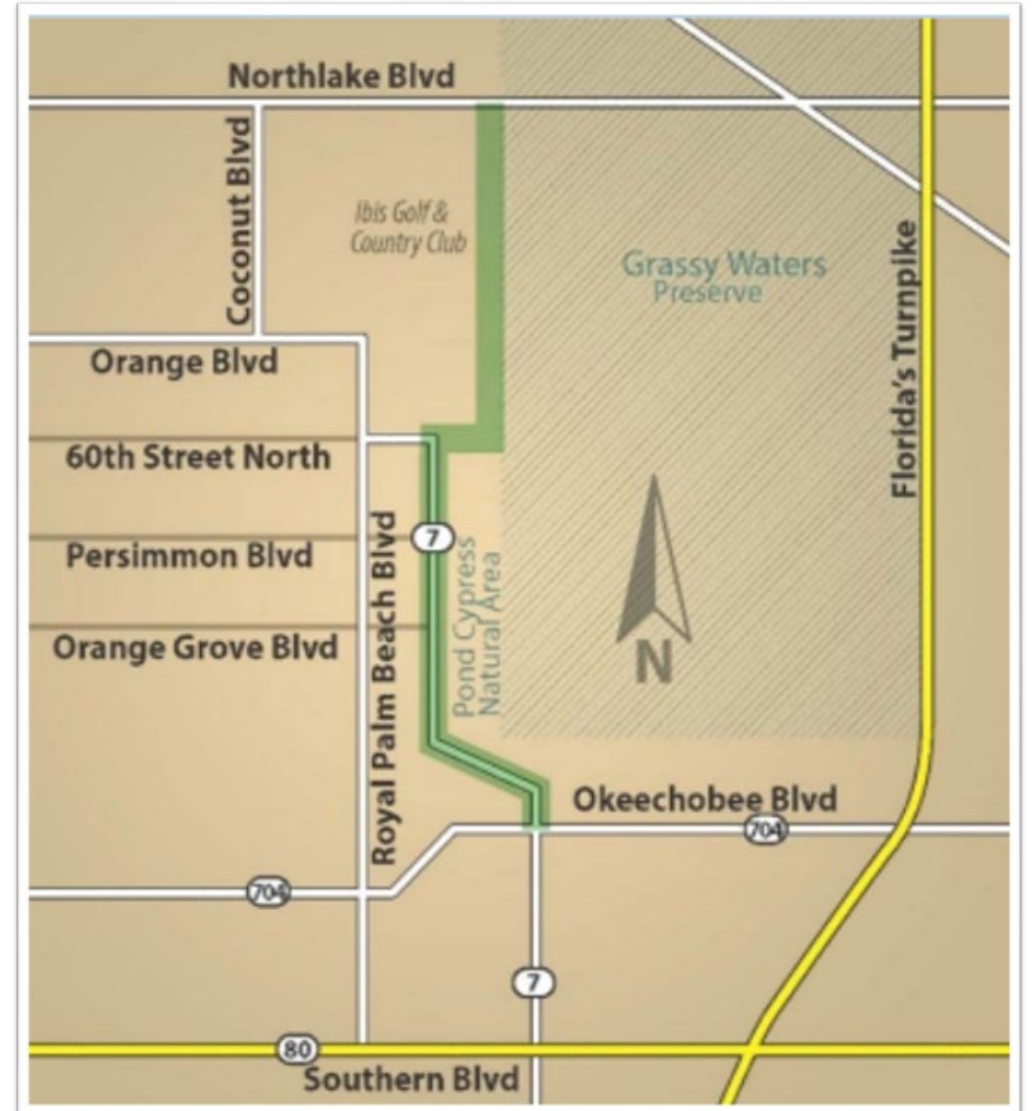 Northlake Blvd
Coconut Blvd
Ibis Golf &
Country Club
Grassy Waters
Preserve
Florida's Turnpike
Orange Blvd
60th Street North
Persimmon Blvd
7
Royal Palm Beach Blvd
Pond Cypress
Natural Area
Orange Grove Blvd
N
Okeechobee Blvd
704
704
7
80
Southern Blvd